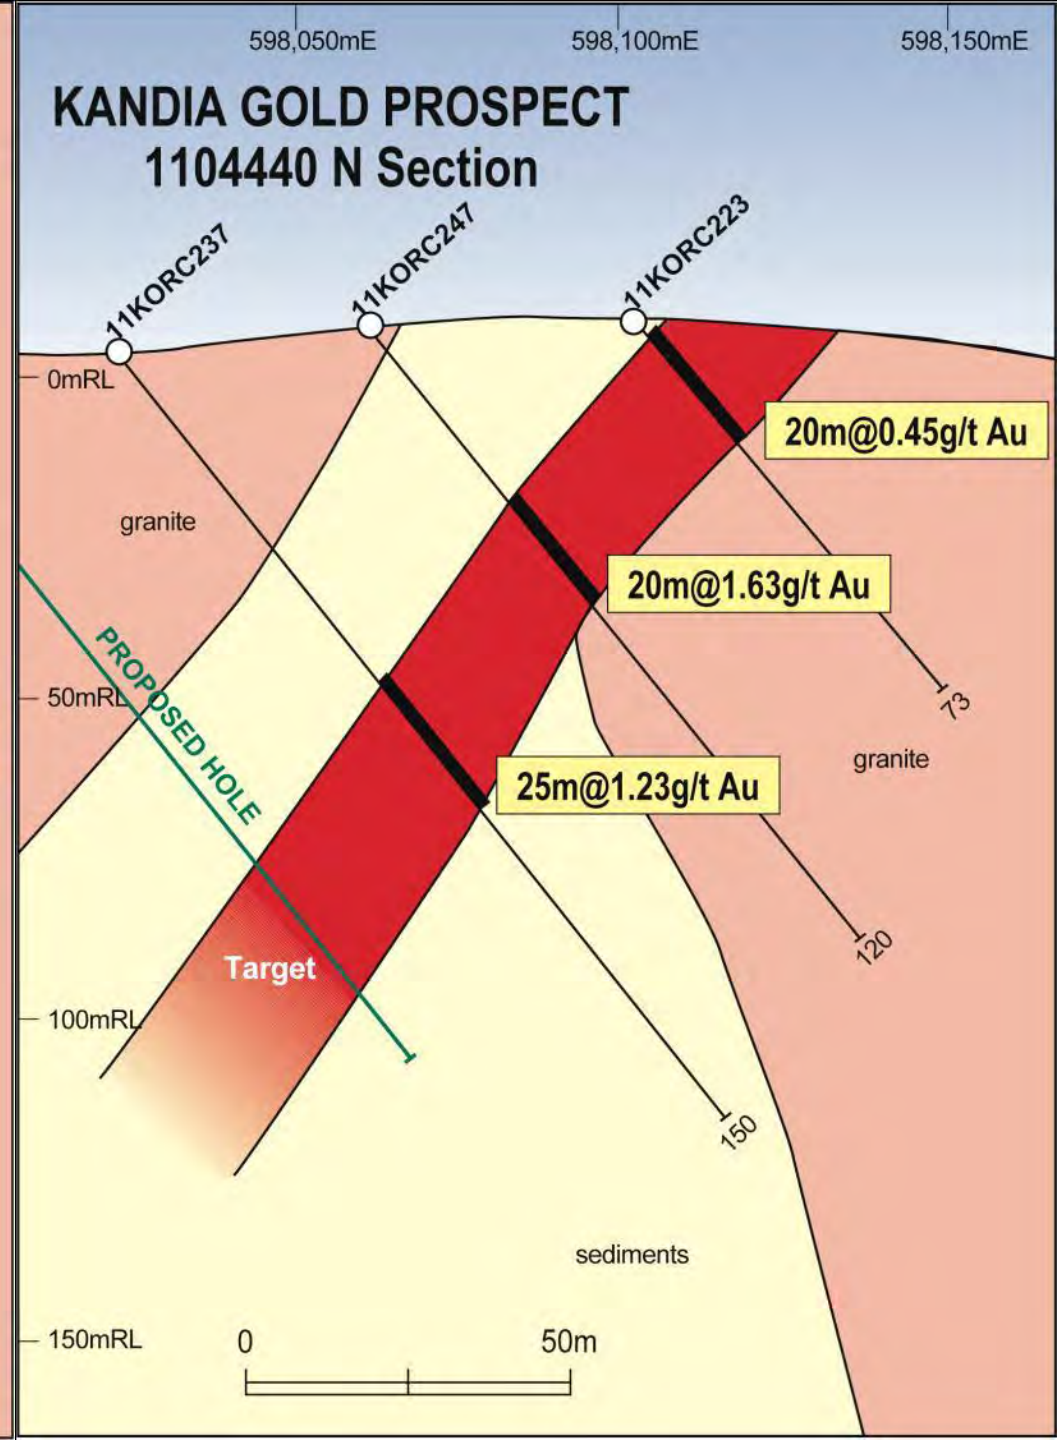 598,050mE
598,100mE
598,150mE
KANDIA GOLD PROSPECT
1104440 N Section
11KORC237
11KORC247
11KORC223
0mRL
20m@0.45g/t Au
granite
20m@1.63g/t Au
PROPOSED HOLE
50mRL
73
granite
25m@1.23g/t Au
120
Target
100mRL
150
sediments
150mRL
0
50m